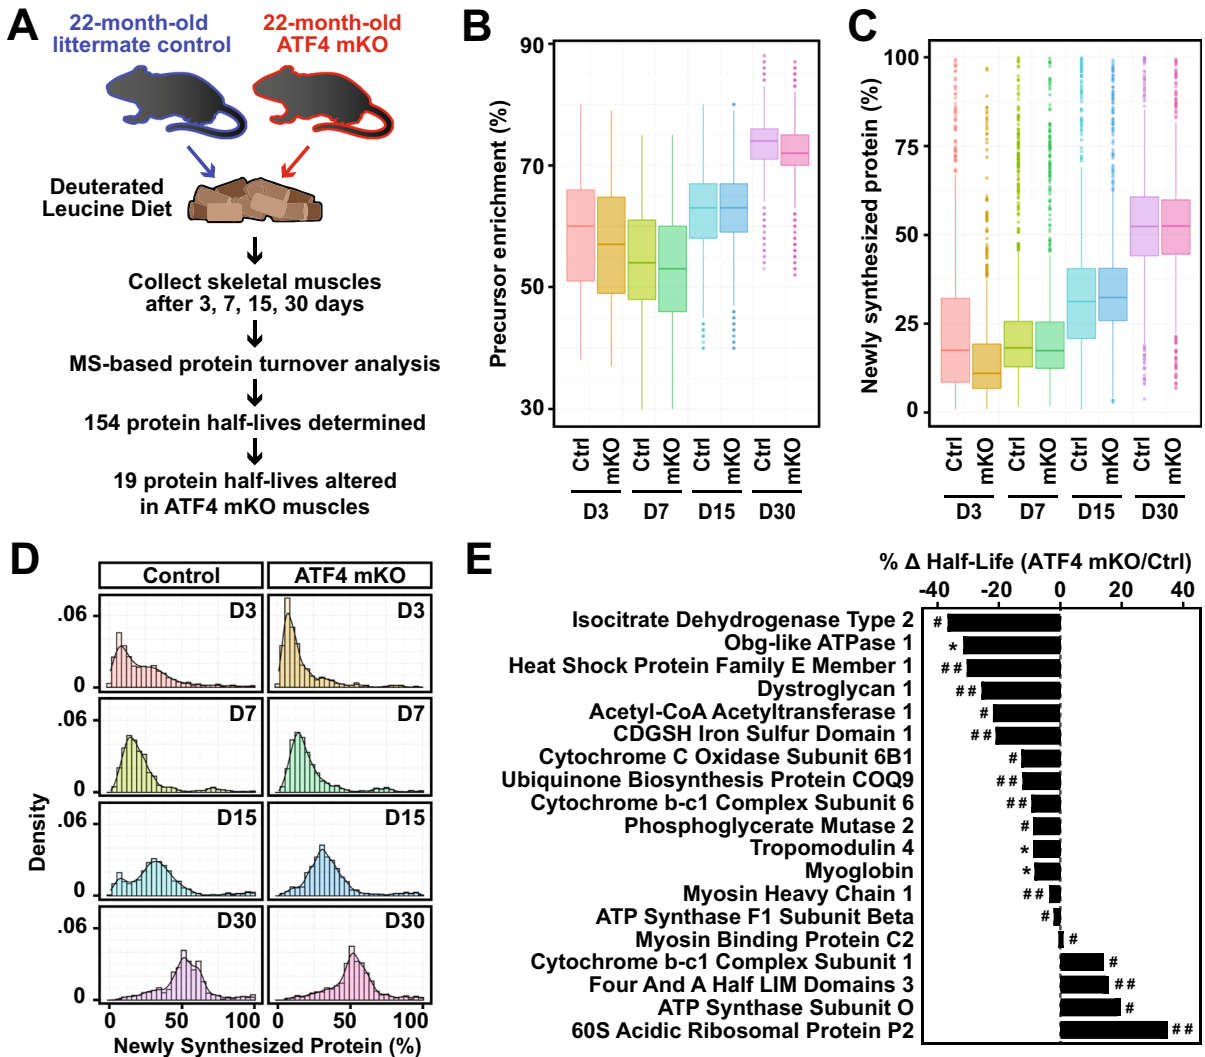 A
22-month-old
littermate control
22-month-old
ATF4 mKO
Deuterated
Leucine Diet
Collect skeletal muscles
after 3, 7, 15, 30 days
MS-based protein turnover analysis
154 protein half-lives determined
19 protein half-lives altered
in ATF4 mKO muscles
B
Precursor enrichment (%)
90
70
50
30
Ctrl
mKO
Ctrl
mKO
Ctrl
mKO
Ctrl
mKO
D3
D7
D15
D30
C
Newly synthesized protein (%)
100
75
50
25
0
Ctrl
mKO
Ctrl
mKO
Ctrl
mKO
Ctrl
mKO
D3
D7
D15
D30
D
Control
ATF4 mKO
Density
.06
0
D3
D3
.06
0
D7
D7
.06
0
D15
D15
.06
0
D30
D30
0 50 100
0 50 100
Newly Synthesized Protein (%)
E
% Δ Half-Life (ATF4 mKO/Ctrl)
-40 -20 0 20 40
Isocitrate Dehydrogenase Type 2 #
Obg-like ATPase 1 *
Heat Shock Protein Family E Member 1 ##
Dystroglycan 1 ##
Acetyl-CoA Acetyltransferase 1 #
CDGSH Iron Sulfur Domain 1 ##
Cytochrome C Oxidase Subunit 6B1 #
Ubiquinone Biosynthesis Protein COQ9 ##
Cytochrome b-c1 Complex Subunit 6 ##
Phosphoglycerate Mutase 2 #
Tropomodulin 4 *
Myoglobin *
Myosin Heavy Chain 1 ##
ATP Synthase F1 Subunit Beta #
Myosin Binding Protein C2 #
Cytochrome b-c1 Complex Subunit 1 #
Four And A Half LIM Domains 3 ##
ATP Synthase Subunit O #
60S Acidic Ribosomal Protein P2 ##